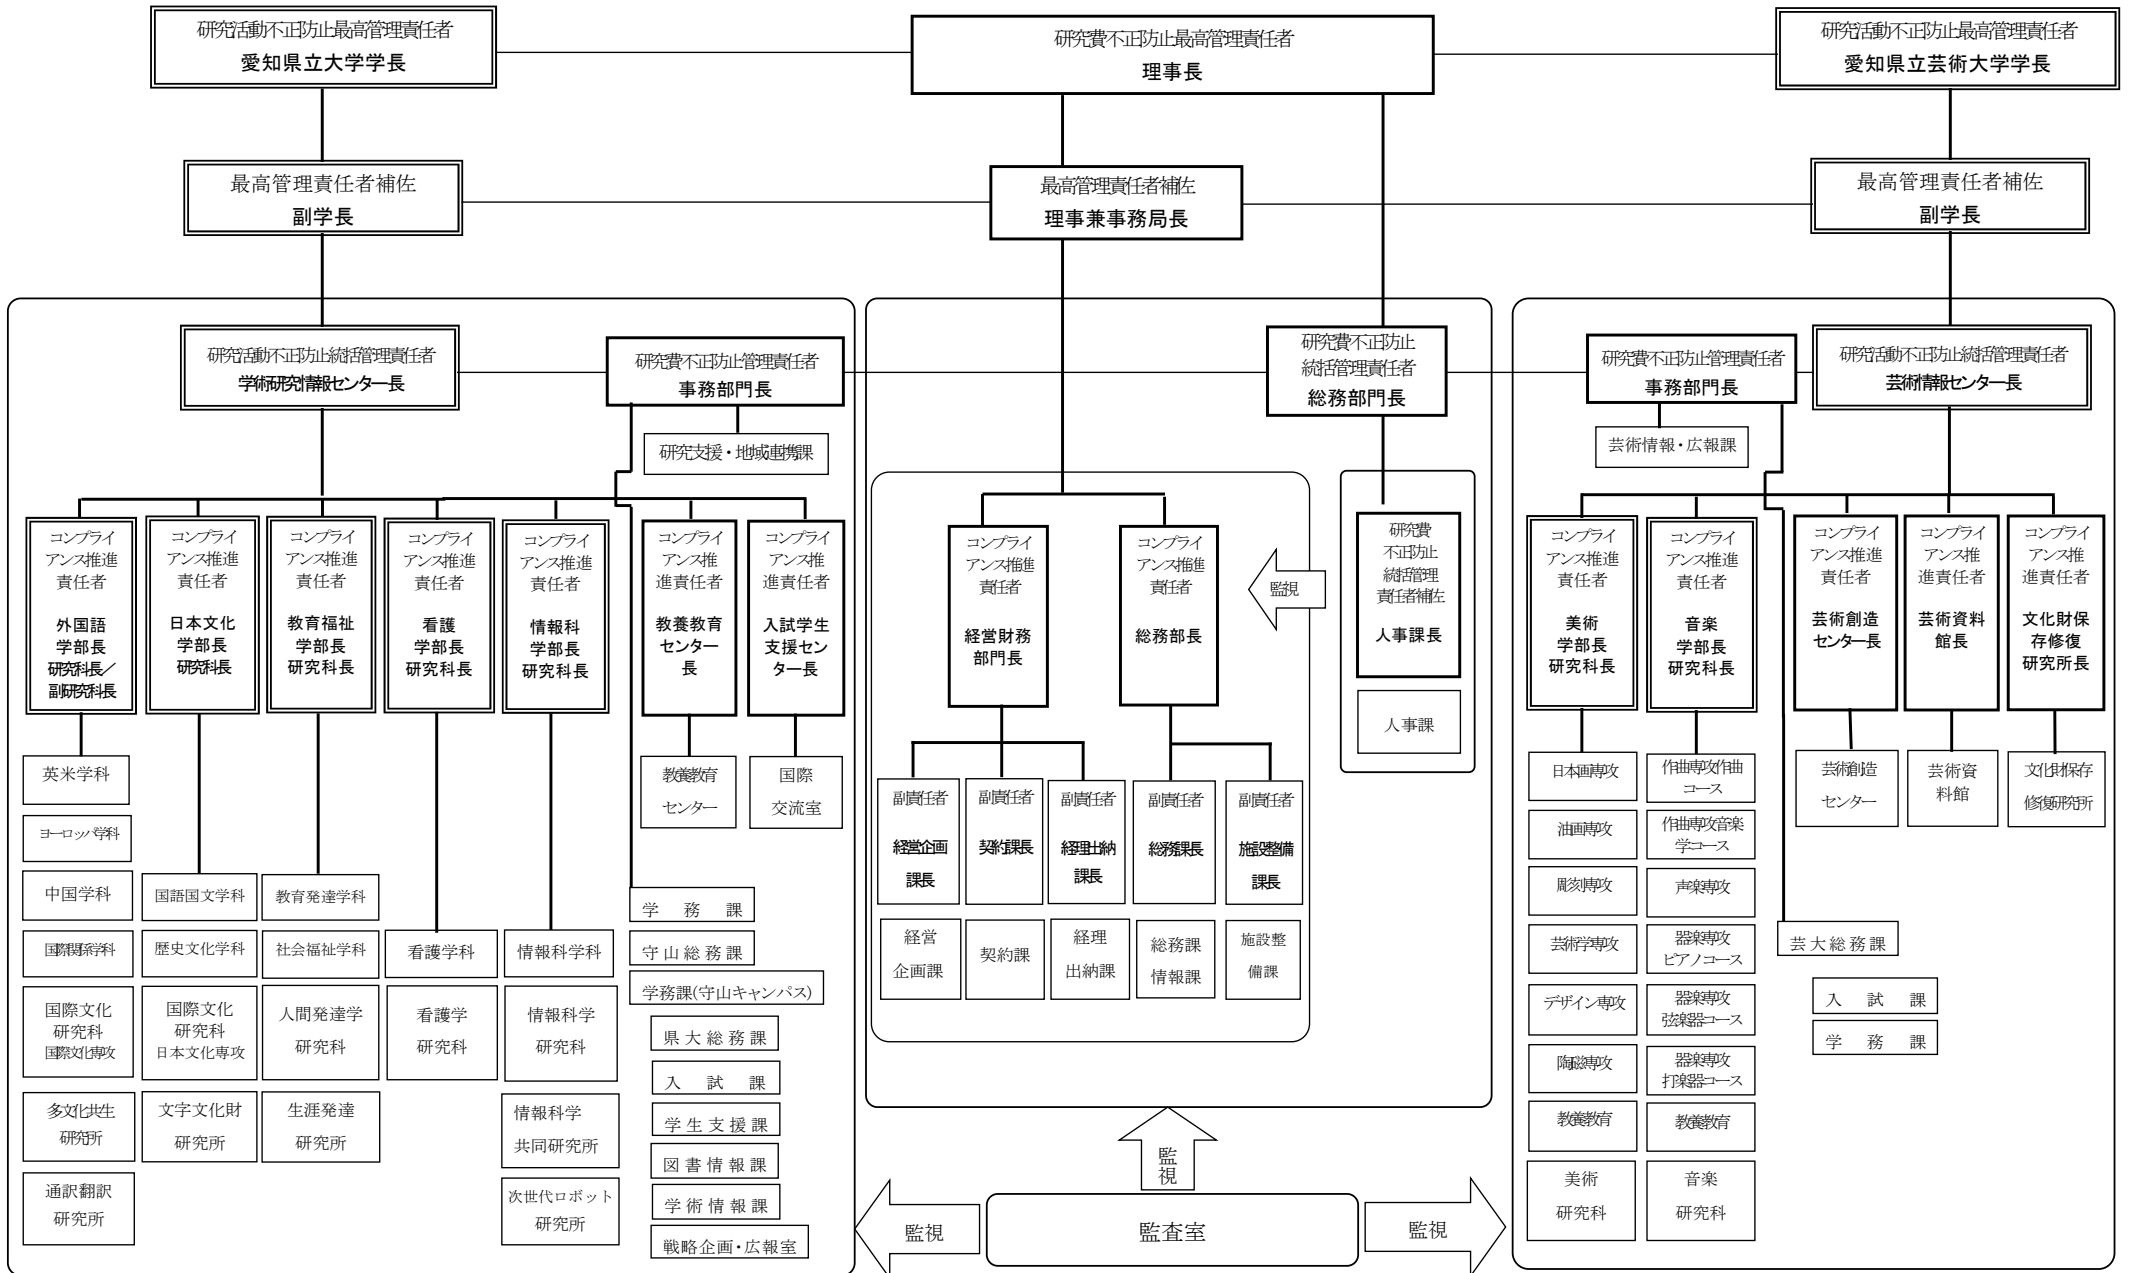 研究活動不正防止最高管理責任者
愛知県立大学学長
研究費不正防止最高管理責任者
理事長
研究活動不正防止最高管理責任者
愛知県立芸術大学学長
最高管理責任者補佐
副学長
最高管理責任者補佐
理事兼事務局長
最高管理責任者補佐
副学長
研究活動不正防止統括管理責任者
学術研究情報センター長
研究費不正防止管理責任者
事務部門長
研究支援・地域連携課
研究費不正防止
統括管理責任者
総務部門長
研究費不正防止管理責任者
事務部門長
芸術情報・広報課
研究活動不正防止統括管理責任者
芸術情報センター長
コンプライ
アンス推進
責任者
外国語
学部長
研究科長／
副研究科長
コンプライ
アンス推進
責任者
日本文化
学部長
研究科長
コンプライ
アンス推進
責任者
教育福祉
学部長
研究科長
コンプライ
アンス推進
責任者
看護
学部長
研究科長
コンプライ
アンス推進
責任者
情報科
学部長
研究科長
コンプライ
アンス推
進責任者
教養教育
センター
長
コンプライ
アンス推
進責任者
入試学生
支援セン
ター長
英米学科
ヨーロッパ学科
中国学科
国際関係学科
国際文化
研究科
国際文化専攻
多文化共生
研究所
通訳翻訳
研究所
国語国文学科
歴史文化学科
国際文化
研究科
日本文化専攻
文字文化財
研究所
教育発達学科
社会福祉学科
人間発達学
研究科
生涯発達
研究所
看護学科
看護学
研究科
情報科学科
情報科学
研究科
情報科学
共同研究所
次世代ロボット
研究所
教養教育
センター
国際
交流室
学務課
守山総務課
学務課(守山キャンパス)
県大総務課
入試課
学生支援課
図書情報課
学術情報課
戦略企画・広報室
コンプライ
アンス推進
責任者
経営財務
部門長
コンプライ
アンス推進
責任者
総務部長
監視
研究費
不正防止
統括管理
責任者補佐
人事課長
人事課
副責任者
経営企画
課長
副責任者
契約課長
副責任者
経理出納
課長
副責任者
総務課長
副責任者
施設整備
課長
経営
企画課
契約課
経理
出納課
総務課
情報課
施設整
備課
コンプライ
アンス推進
責任者
美術
学部長
研究科長
コンプライ
アンス推進
責任者
音楽
学部長
研究科長
コンプライ
アンス推進
責任者
芸術創造
センター長
コンプライ
アンス推
進責任者
芸術資料
館長
コンプライ
アンス推
進責任者
文化財保
存修復
研究所長
日本画専攻
油画専攻
彫刻専攻
芸術学専攻
デザイン専攻
陶磁専攻
教養教育
美術
研究科
作曲専攻作曲
コース
作曲専攻音楽
学コース
声楽専攻
器楽専攻
ピアノコース
器楽専攻
弦楽器コース
器楽専攻
打楽器コース
教養教育
音楽
研究科
芸術創造
センター
芸術資
料館
文化財保存
修復研究所
芸大総務課
入試課
学務課
監視
監視
監査室
監視